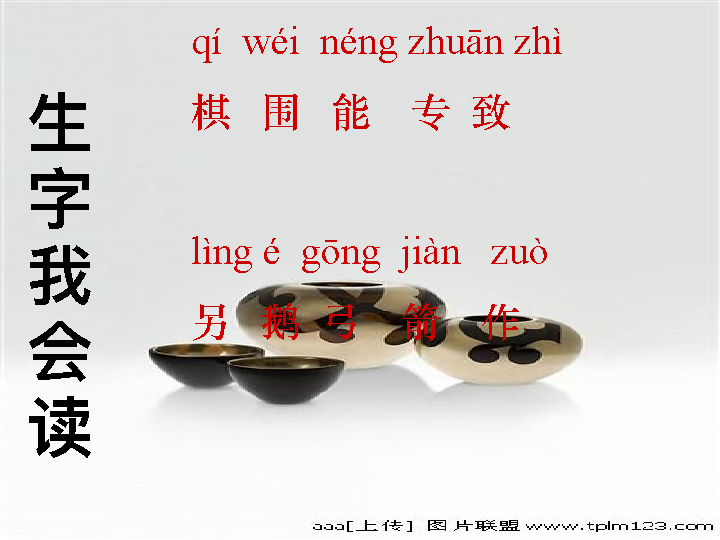 生字我会读
qí wéi néng zhuān zhì
棋 围 能 专 致
lìng é gōng jiàn zuò
另 鹅 弓 箭 作
aaa[上传] 图片联盟 www.tplm123.com